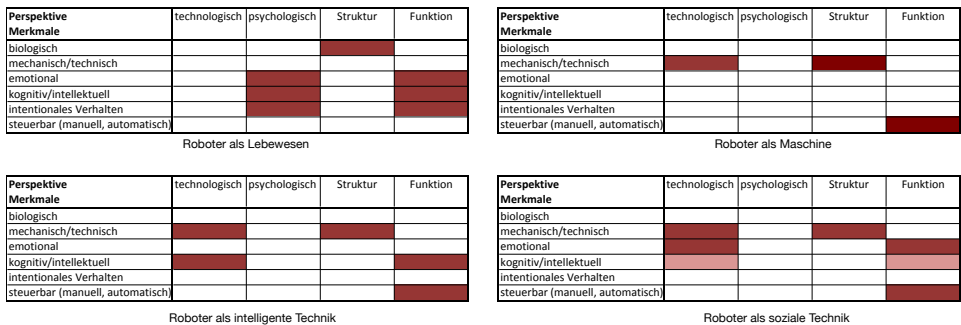 Perspektive technologisch psychologisch Struktur Funktion
Merkmale
biologisch
mechanisch/technisch
emotional
kognitiv/intellektuell
intentionales Verhalten
steuerbar (manuell, automatisch)
Roboter als Lebewesen
Perspektive technologisch psychologisch Struktur Funktion
Merkmale
biologisch
mechanisch/technisch
emotional
kognitiv/intellektuell
intentionales Verhalten
steuerbar (manuell, automatisch)
Roboter als Maschine
Perspektive technologisch psychologisch Struktur Funktion
Merkmale
biologisch
mechanisch/technisch
emotional
kognitiv/intellektuell
intentionales Verhalten
steuerbar (manuell, automatisch)
Roboter als intelligente Technik
Perspektive technologisch psychologisch Struktur Funktion
Merkmale
biologisch
mechanisch/technisch
emotional
kognitiv/intellektuell
intentionales Verhalten
steuerbar (manuell, automatisch)
Roboter als soziale Technik